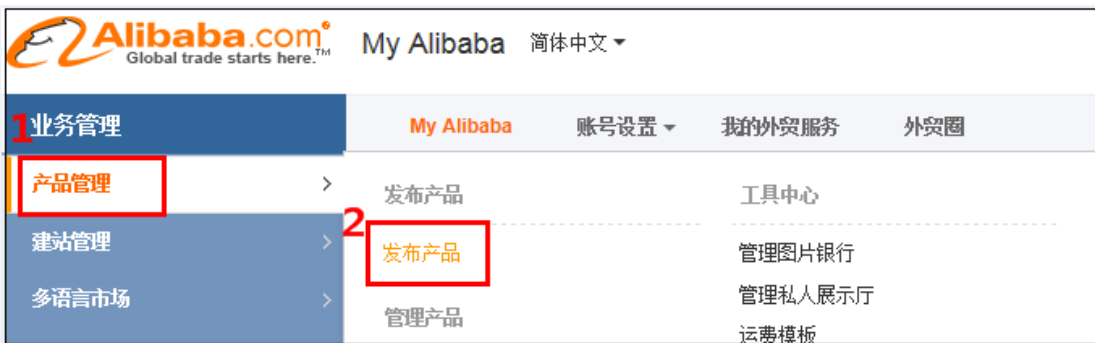 Alibaba.com®
Global trade starts here.™
My Alibaba 简体中文
1 业务管理
My Alibaba 账号设置 我的外贸服务 外贸圈
产品管理
发布产品 工具中心
2
建站管理
发布产品
管理图片银行
多语言市场
管理私人展示厅
管理产品
运费模板